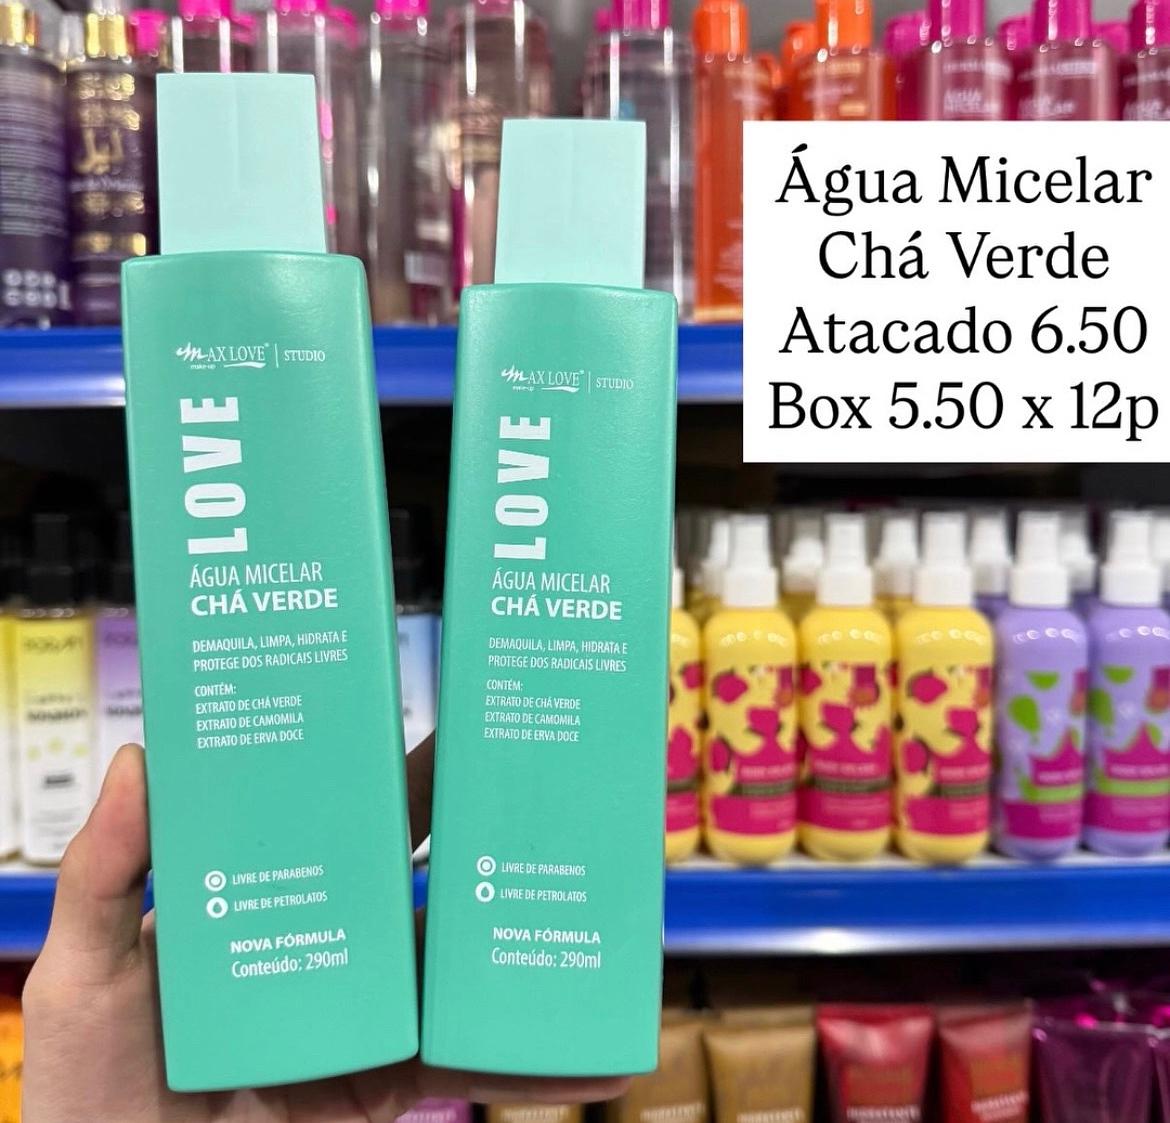 Água Micelar
Chá Verde
Atacado 6.50
Box 5.50 x 12p
MAX LOVE® | STUDIO
make-up
LOVE
ÁGUA MICELAR
CHÁ VERDE
DEMAQUILA, LIMPA, HIDRATA E
PROTEGE DOS RADICAIS LIVRES
CONTÉM:
EXTRATO DE CHÁ VERDE
EXTRATO DE CAMOMILA
EXTRATO DE ERVA DOCE
LIVRE DE PARABENOS
LIVRE DE PETROLATOS
NOVA FÓRMULA
Conteúdo: 290ml
MAX LOVE® | STUDIO
make-up
LOVE
ÁGUA MICELAR
CHÁ VERDE
DEMAQUILA, LIMPA, HIDRATA E
PROTEGE DOS RADICAIS LIVRES
CONTÉM:
EXTRATO DE CHÁ VERDE
EXTRATO DE CAMOMILA
EXTRATO DE ERVA DOCE
LIVRE DE PARABENOS
LIVRE DE PETROLATOS
NOVA FÓRMULA
Conteúdo: 290ml